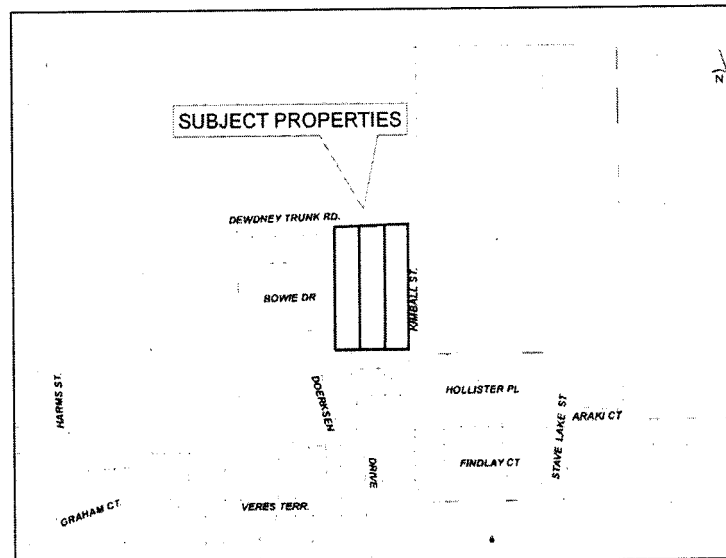 SUBJECT PROPERTIES
DEWDNEY TRUNK RD.
BOWIE DR
KIMBALL ST.
HARMS ST.
DOERKSEN
DRIVE
HOLLISTER PL
STAVE LAKE ST
ARAKI CT
FINDLAY CT
GRAHAM CT.
VERES TERR.
N